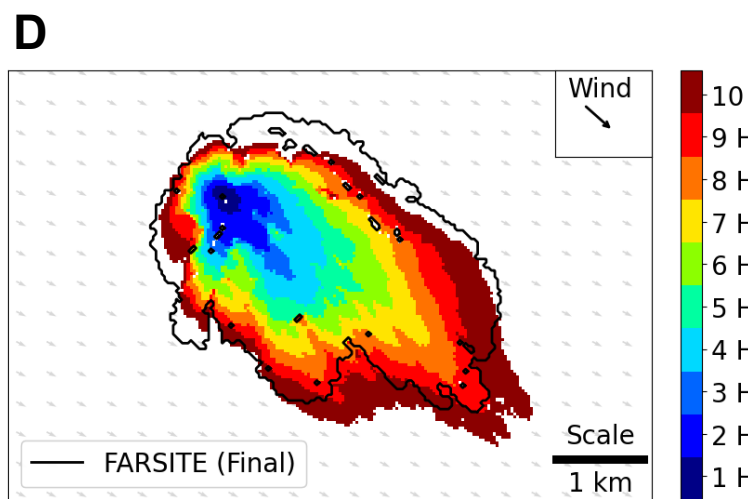 D
Wind
10
9 H
8 H
7 H
6 H
5 H
4 H
3 H
2 H
1 H
Scale
1 km
FARSITE (Final)